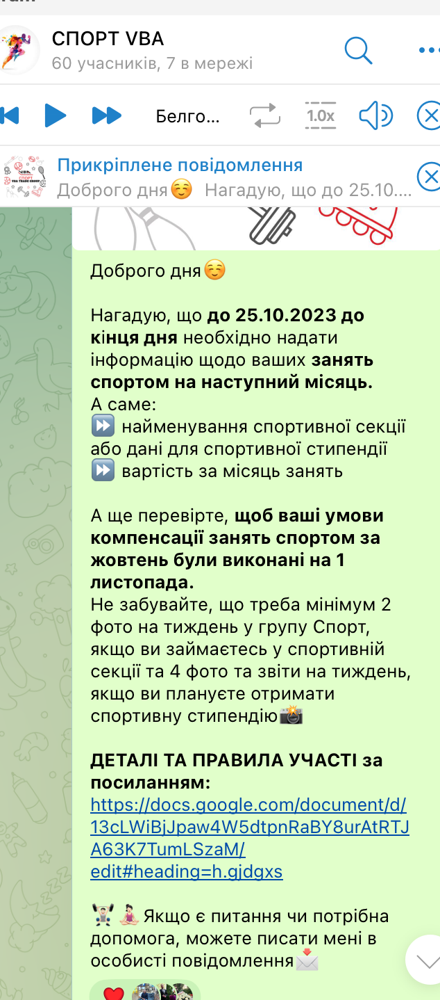 СПОРТ VBA
60 учасників, 7 в мережі
Белго...
1.0x
Прикріплене повідомлення
Доброго дня☺️ Нагадую, що до 25.10....
Доброго дня☺️
Нагадую, що до 25.10.2023 до
кінця дня необхідно надати
інформацію щодо ваших занять
спортом на наступний місяць.
А саме:
⏩ найменування спортивної секції
або дані для спортивної стипендії
⏩ вартість за місяць занять
А ще перевірте, щоб ваші умови
компенсації занять спортом за
жовтень були виконані на 1
листопада.
Не забувайте, що треба мінімум 2
фото на тиждень у групу Спорт,
якщо ви займаєтесь у спортивній
секції та 4 фото та звіти на тиждень,
якщо ви плануєте отримати
спортивну стипендію📸
ДЕТАЛІ ТА ПРАВИЛА УЧАСТІ за
посиланням:
https://docs.google.com/document/d/
13cLWiBjJpaw4W5dtpnRaBY8urAtRTJ
A63K7TumLSzaM/
edit#heading=h.gjdgxs
🏋🏻🧘🏻‍♀️Якщо є питання чи потрібна
допомога, можете писати мені в
особисті повідомлення📩